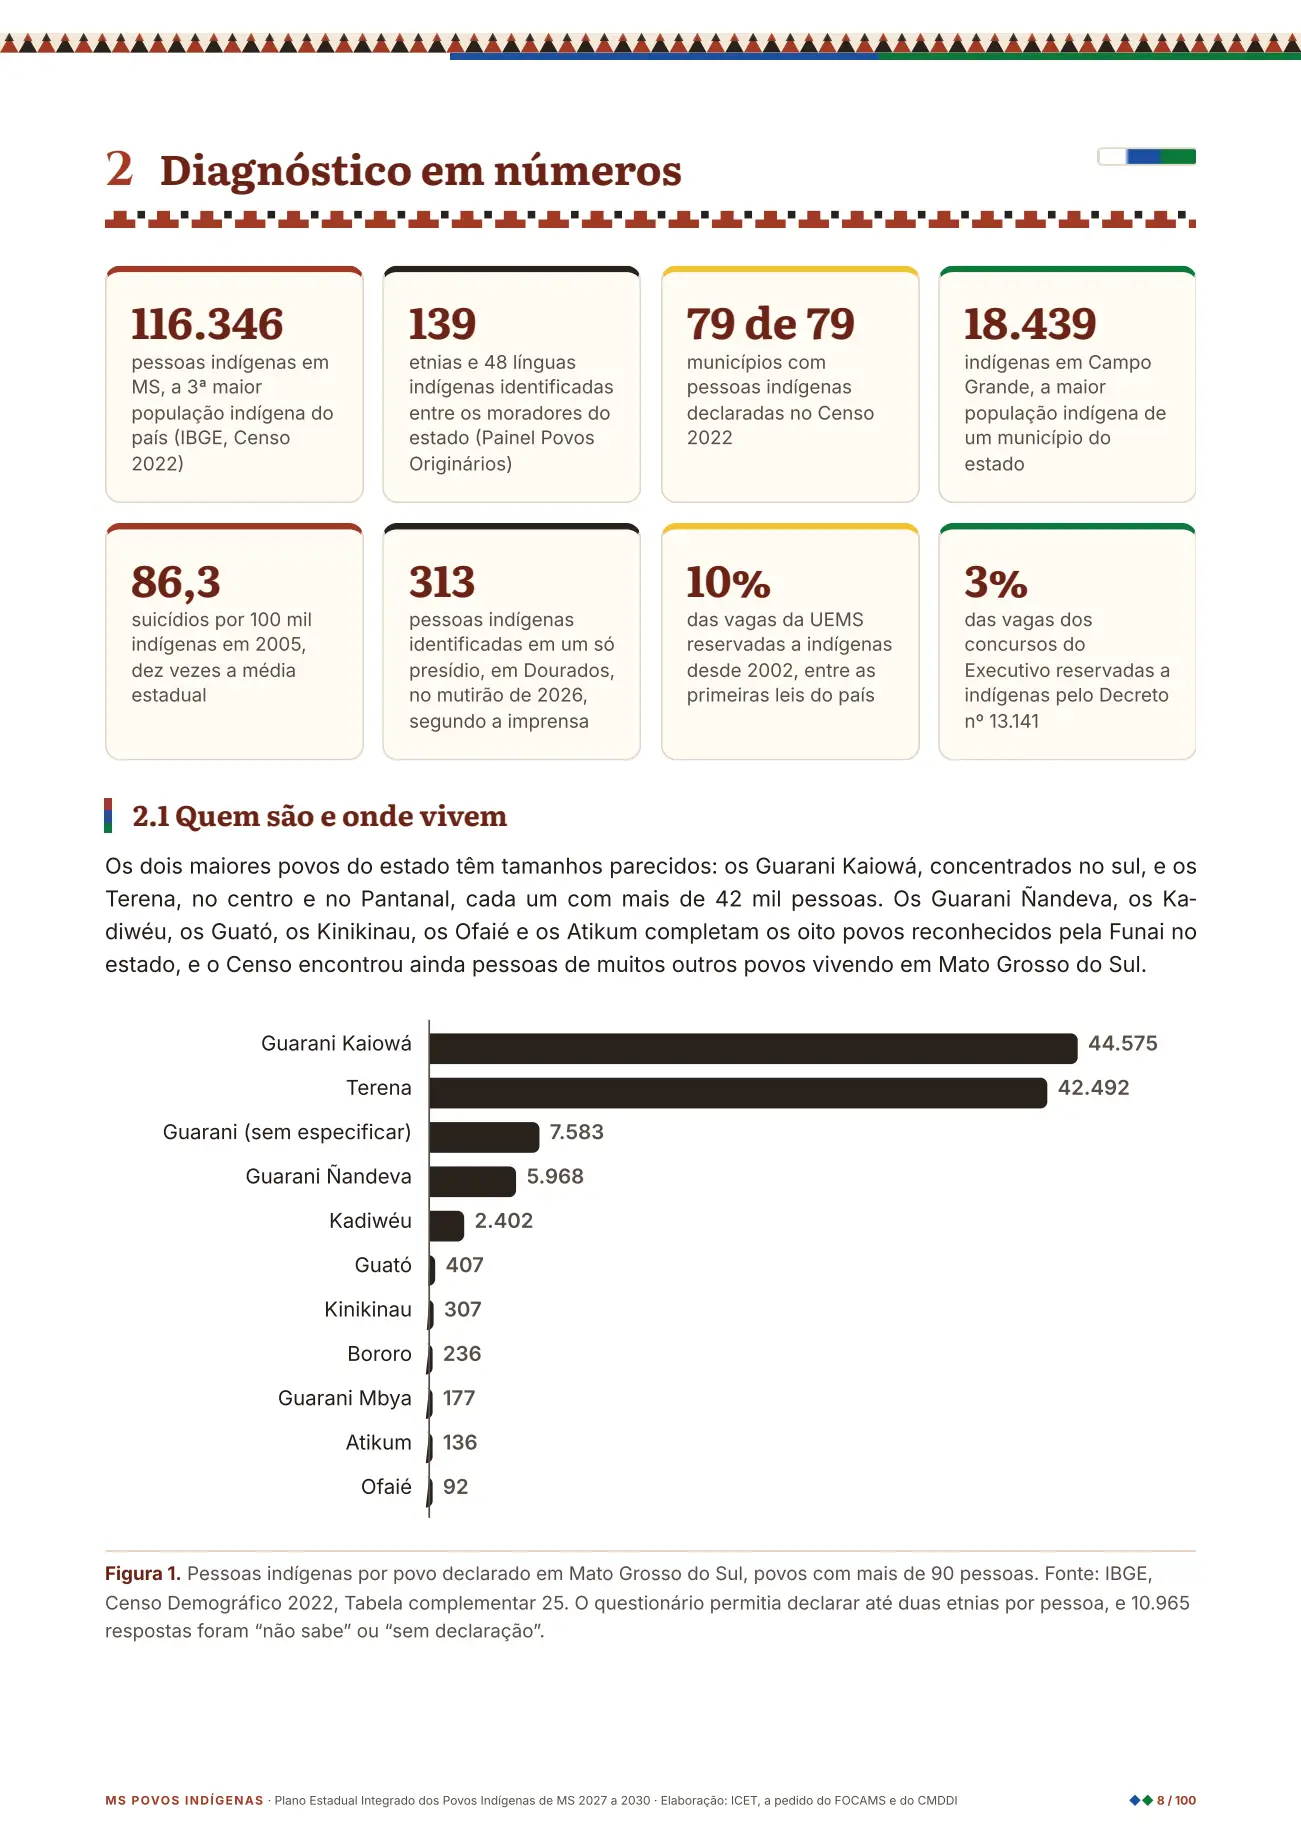 2 Diagnóstico em números
116.346
pessoas indígenas em
MS, a 3ª maior
população indígena do
país (IBGE, Censo
2022)
139
etnias e 48 línguas
indígenas identificadas
entre os moradores do
estado (Painel Povos
Originários)
79 de 79
municípios com
pessoas indígenas
declaradas no Censo
2022
18.439
indígenas em Campo
Grande, a maior
população indígena de
um município do
estado
86,3
suicídios por 100 mil
indígenas em 2005,
dez vezes a média
estadual
313
pessoas indígenas
identificadas em um só
presídio, em Dourados,
no mutirão de 2026,
segundo a imprensa
10%
das vagas da UEMS
reservadas a indígenas
desde 2002, entre as
primeiras leis do país
3%
das vagas dos
concursos do
Executivo reservadas a
indígenas pelo Decreto
nº 13.141
2.1 Quem são e onde vivem
Os dois maiores povos do estado têm tamanhos parecidos: os Guarani Kaiowá, concentrados no sul, e os
Terena, no centro e no Pantanal, cada um com mais de 42 mil pessoas. Os Guarani Ñandeva, os Ka-
diwéu, os Guató, os Kinikinau, os Ofaié e os Atikum completam os oito povos reconhecidos pela Funai no
estado, e o Censo encontrou ainda pessoas de muitos outros povos vivendo em Mato Grosso do Sul.
Guarani Kaiowá 44.575
Terena 42.492
Guarani (sem especificar) 7.583
Guarani Ñandeva 5.968
Kadiwéu 2.402
Guató 407
Kinikinau 307
Bororo 236
Guarani Mbya 177
Atikum 136
Ofaié 92
Figura 1. Pessoas indígenas por povo declarado em Mato Grosso do Sul, povos com mais de 90 pessoas. Fonte: IBGE,
Censo Demográfico 2022, Tabela complementar 25. O questionário permitia declarar até duas etnias por pessoa, e 10.965
respostas foram “não sabe” ou “sem declaração”.
MS POVOS INDÍGENAS · Plano Estadual Integrado dos Povos Indígenas de MS 2027 a 2030 · Elaboração: ICET, a pedido do FOCAMS e do CMDDI 8 / 100